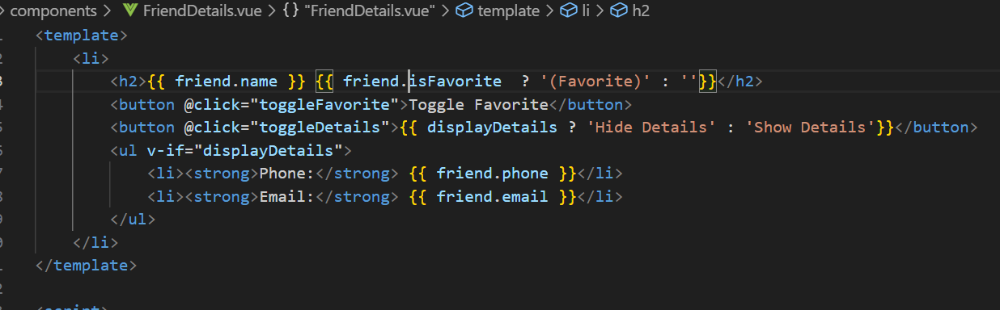 components > FriendDetails.vue > {} "FriendDetails.vue" > template > li > h2
<template>
<li>
<h2>{{ friend.name }} {{ friend.isFavorite  ? '(Favorite)' : ''}}</h2>
<button @click="toggleFavorite">Toggle Favorite</button>
<button @click="toggleDetails">{{ displayDetails ? 'Hide Details' : 'Show Details'}}</button>
<ul v-if="displayDetails">
<li><strong>Phone:</strong> {{ friend.phone }}</li>
<li><strong>Email:</strong> {{ friend.email }}</li>
</ul>
</li>
</template>
<script>